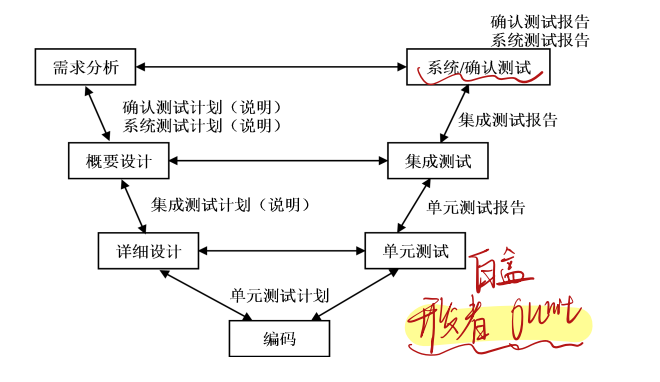 确认测试报告
系统测试报告
需求分析
系统/确认测试
确认测试计划（说明）
系统测试计划（说明）
集成测试报告
概要设计
集成测试
集成测试计划（说明）
单元测试报告
详细设计
单元测试
白盒
单元测试计划
开发者
编码